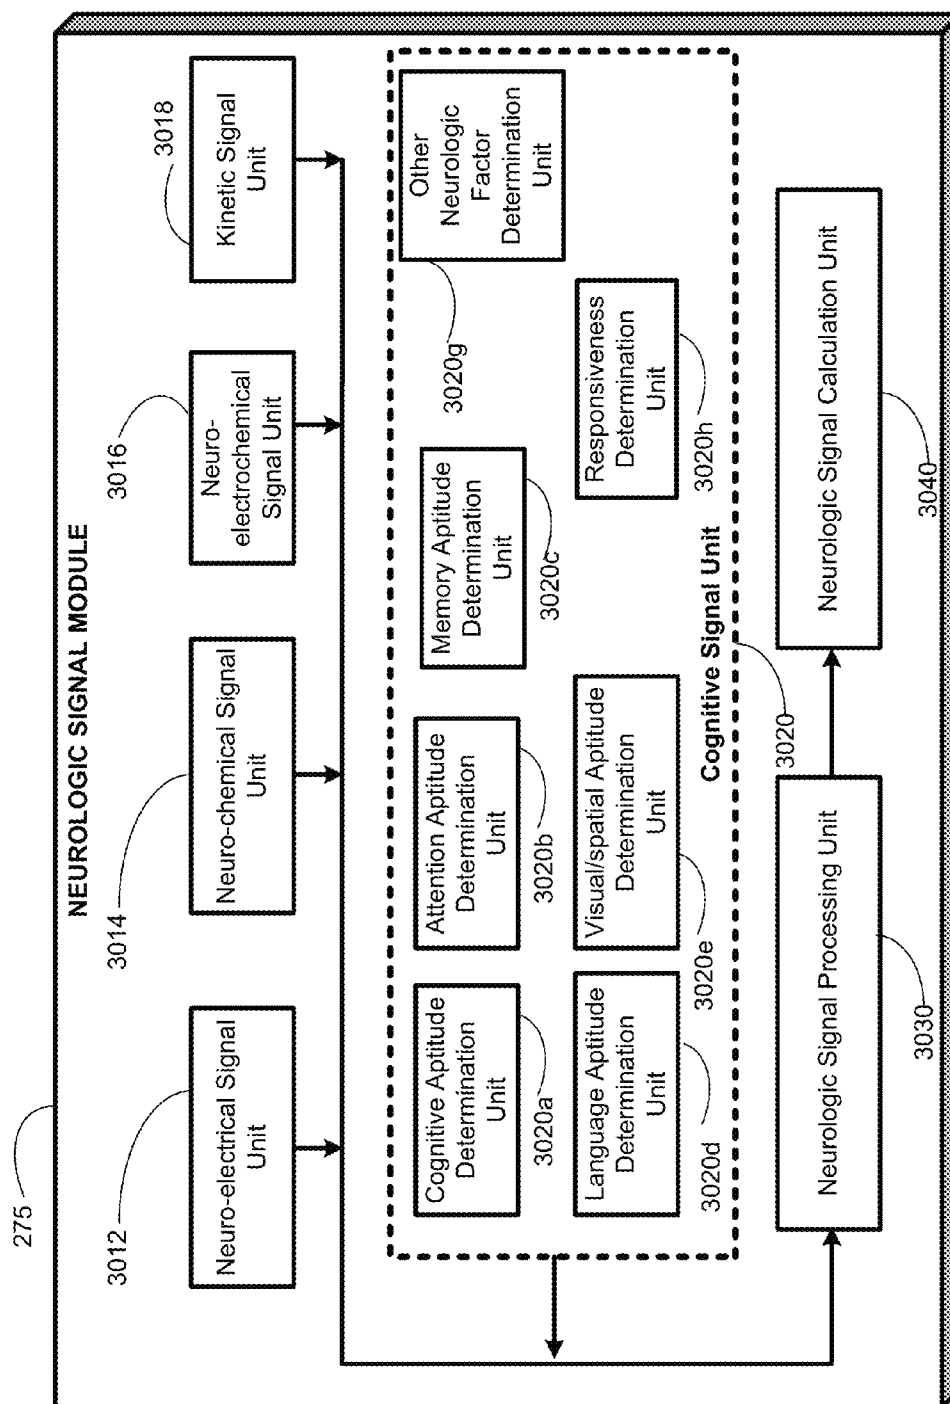 275
NEUROLOGIC SIGNAL MODULE
3012
3014
3016
3018
Neuro-electrical Signal
Unit
Neuro-chemical Signal
Unit
Neuro-
electrochemical
Signal Unit
Kinetic Signal
Unit
Cognitive Aptitude
Determination
Unit
3020a
Attention Aptitude
Determination
Unit
3020b
Memory Aptitude
Determination
Unit
3020c
Other
Neurologic
Factor
Determination
Unit
3020g
Language Aptitude
Determination
Unit
3020d
Visual/spatial Aptitude
Determination
Unit
3020e
Responsiveness
Determination
Unit
3020h
Cognitive Signal Unit
3020
Neurologic Signal Processing Unit
3030
Neurologic Signal Calculation Unit
3040